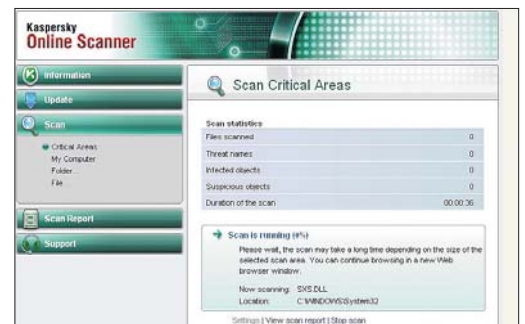 Kaspersky
Online Scanner
Information
Update
Scan
Critical Areas
My Computer
Folder...
File
Scan Report
Support
Scan Critical Areas
Scan statistics
Files scanned 0
Threat names 0
Infected objects 0
Suspicious objects 0
Duration of the scan 00:00:36
Scan is running (0%)
Please wait, the scan may take a long time depending on the size of the
selected scan area. You can continue browsing in a new Web
browser window.
Now scanning: SXS.DLL
Location: C:\WINDOWS\System32
Settings | View scan report | Stop scan